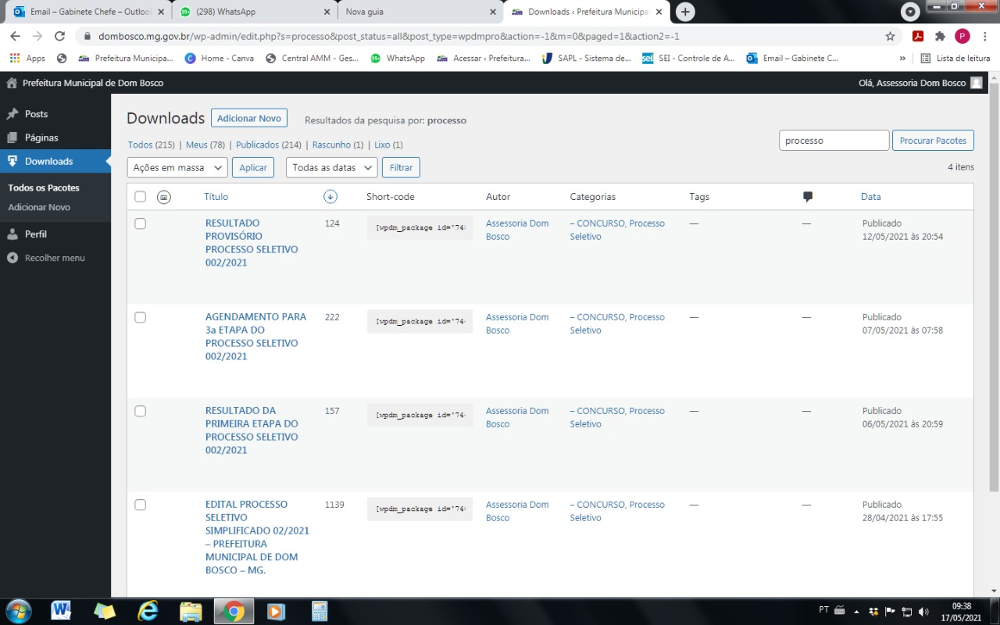 Email – Gabinete Chefe – Outlool
(298) WhatsApp
Nova guia
Downloads ‹ Prefeitura Municipal
dombosco.mg.gov.br/wp-admin/edit.php?s=processo&post_status=all&post_type=wpdmpro&action=-1&m=0&paged=1&action2=-1
P
Apps
Prefeitura Municipa...
Home - Canva
Central AMM - Ges...
WhatsApp
Acessar ‹ Prefeitura...
SAPL - Sistema de...
SEI - Controle de A...
Email – Gabinete C...
»
Lista de leitura
Prefeitura Municipal de Dom Bosco
Olá, Assessoria Dom Bosco
Posts
Páginas
Downloads
Todos os Pacotes
Adicionar Novo
Perfil
Recolher menu
Downloads Adicionar Novo Resultados da pesquisa por: processo
Todos (215) | Meus (78) | Publicados (214) | Rascunho (1) | Lixo (1)
processo Procurar Pacotes
Ações em massa Aplicar Todas as datas Filtrar
4 itens
Título Short-code Autor Categorias Tags Data
RESULTADO PROVISÓRIO PROCESSO SELETIVO 002/2021
124
[wpdm_package id='74
Assessoria Dom Bosco
– CONCURSO, Processo Seletivo
—
—
Publicado
12/05/2021 às 20:54
AGENDAMENTO PARA 3a ETAPA DO PROCESSO SELETIVO 002/2021
222
[wpdm_package id='74
Assessoria Dom Bosco
– CONCURSO, Processo Seletivo
—
—
Publicado
07/05/2021 às 07:58
RESULTADO DA PRIMEIRA ETAPA DO PROCESSO SELETIVO 002/2021
157
[wpdm_package id='74
Assessoria Dom Bosco
– CONCURSO, Processo Seletivo
—
—
Publicado
06/05/2021 às 20:59
EDITAL PROCESSO SELETIVO SIMPLIFICADO 02/2021 – PREFEITURA MUNICIPAL DE DOM BOSCO – MG.
1139
[wpdm_package id='74
Assessoria Dom Bosco
– CONCURSO, Processo Seletivo
—
—
Publicado
28/04/2021 às 17:55
PT
09:38
17/05/2021